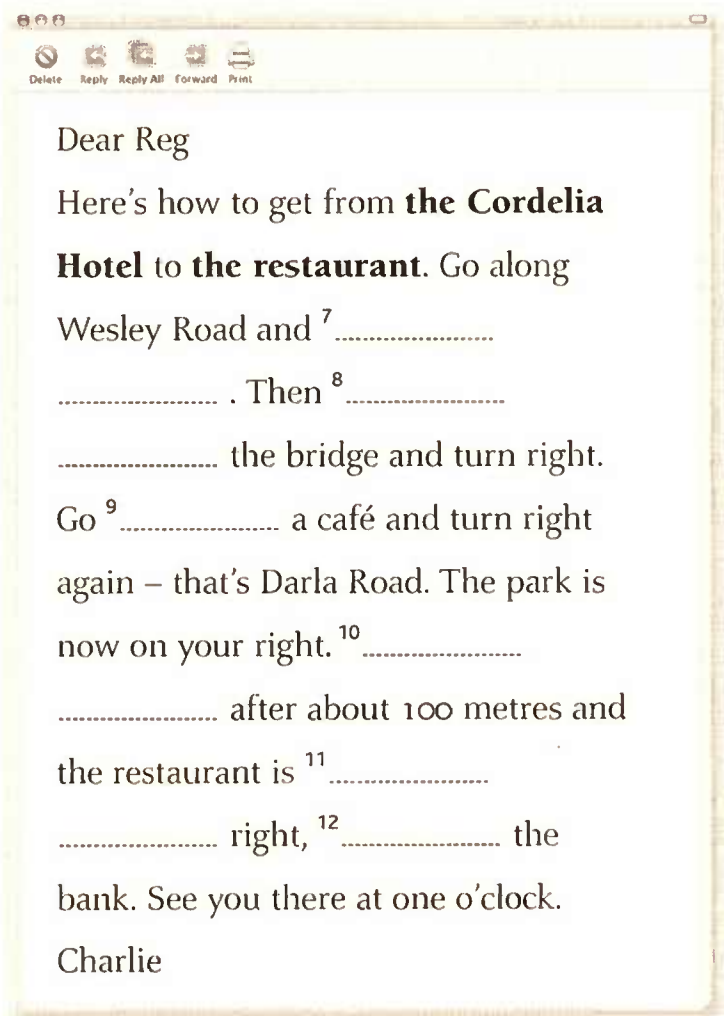 Delete Reply Reply All Forward Print
Dear Reg
Here's how to get from the Cordelia
Hotel to the restaurant. Go along
Wesley Road and 7........................
........................ . Then 8........................
........................ the bridge and turn right.
Go 9........................ a café and turn right
again – that's Darla Road. The park is
now on your right. 10........................
........................ after about 100 metres and
the restaurant is 11........................
........................ right, 12........................ the
bank. See you there at one o'clock.
Charlie